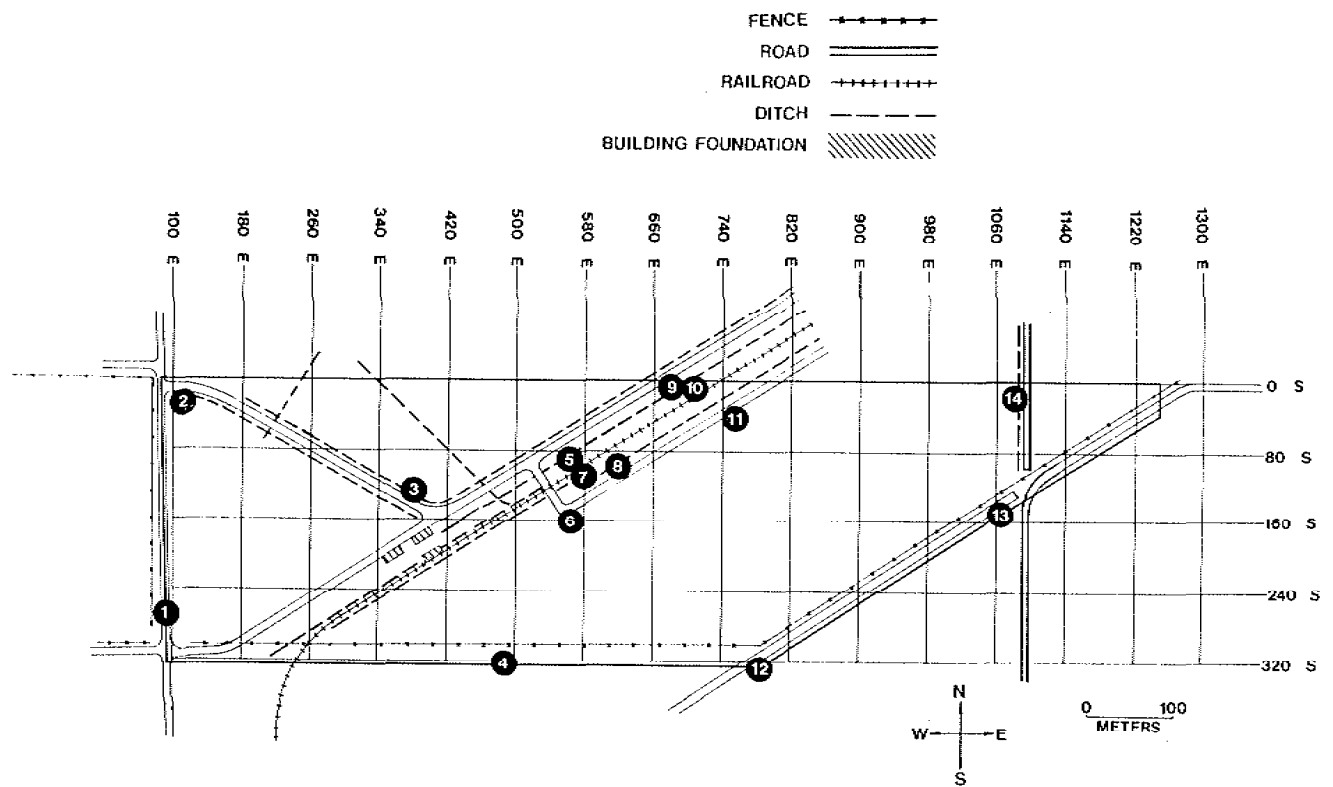 FENCE
ROAD
RAILROAD
DITCH
BUILDING FOUNDATION
100 E
180 E
260 E
340 E
420 E
500 E
580 E
660 E
740 E
820 E
900 E
980 E
1060 E
1140 E
1220 E
1300 E
0 S
80 S
160 S
240 S
320 S
1
2
3
4
5
6
7
8
9
10
11
12
13
14
N
W E
S
0 100
METERS